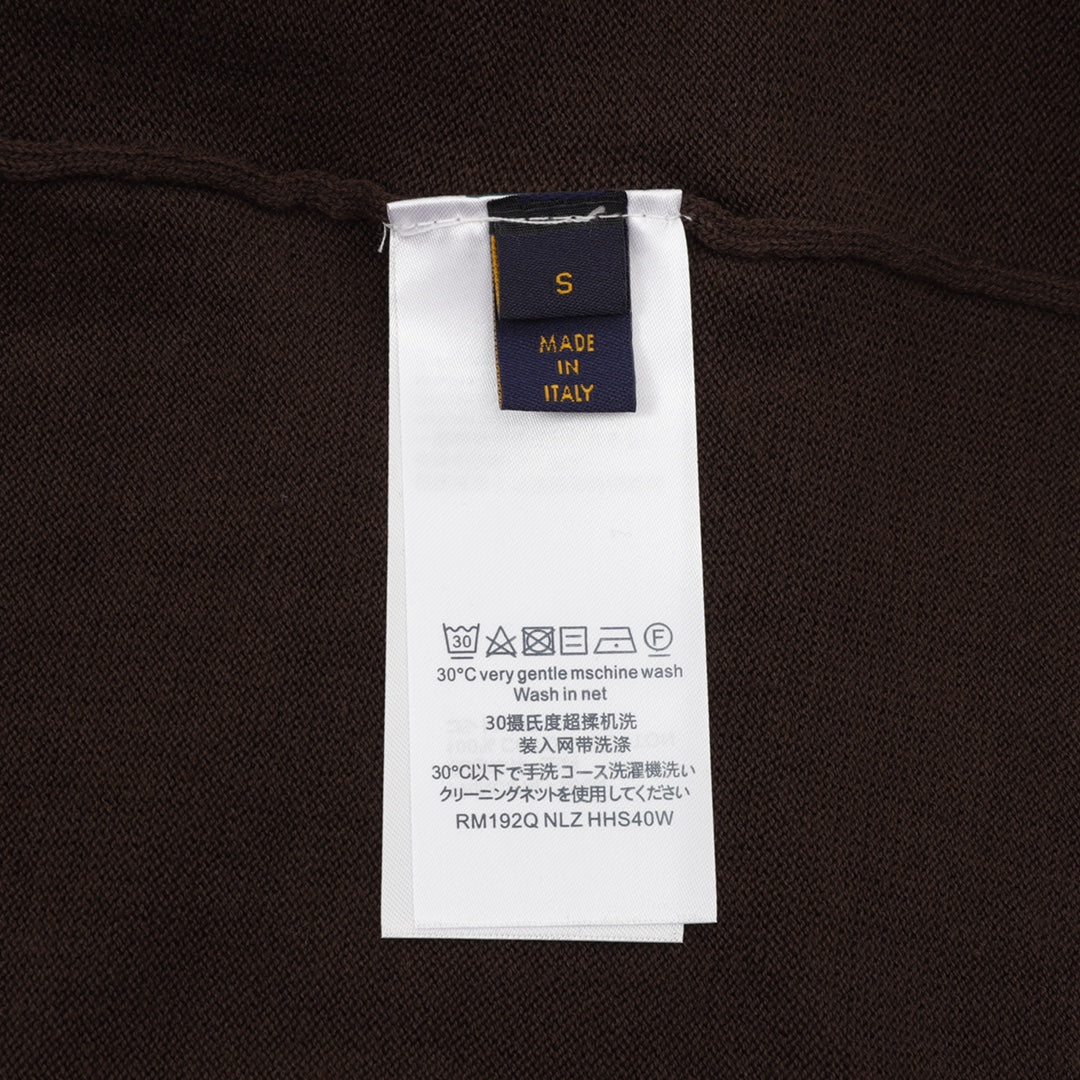 S
MADE
IN
ITALY
30 F
30°C very gentle mschine wash
Wash in net
30摄氏度超揉机洗
装入网带洗涤
30°C以下で手洗コース洗濯機洗い
クリーニングネットを使用してください
RM192Q NLZ HHS40W